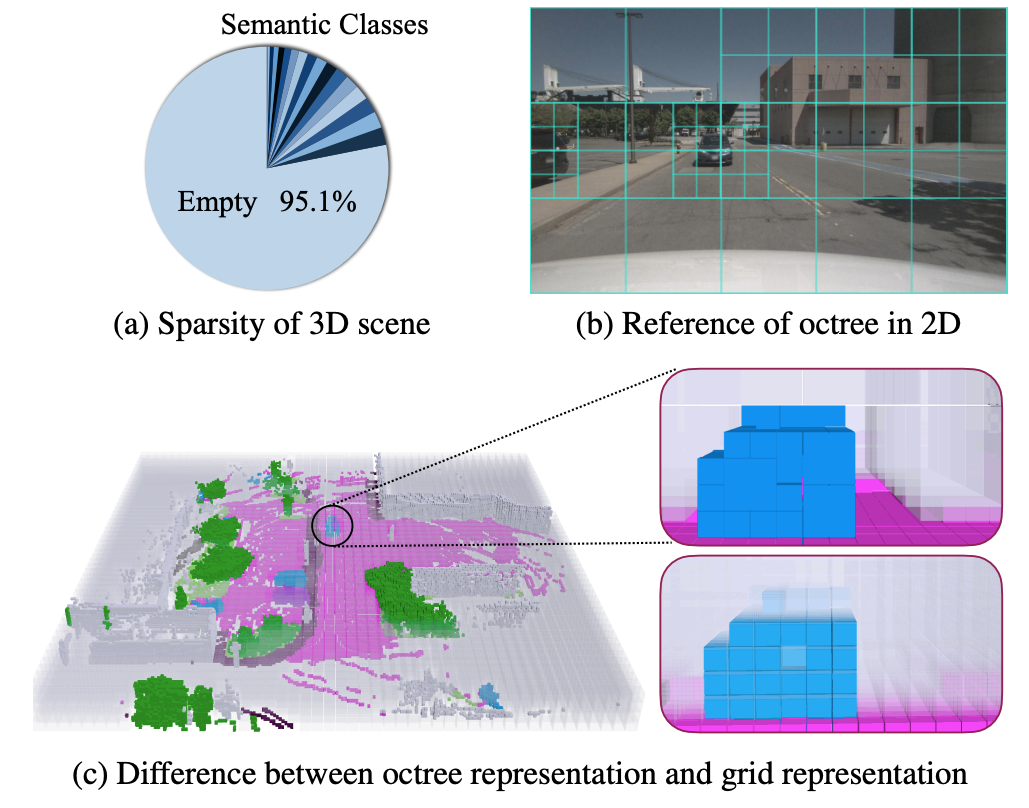 Semantic Classes
Empty 95.1%
(a) Sparsity of 3D scene
(b) Reference of octree in 2D
(c) Difference between octree representation and grid representation